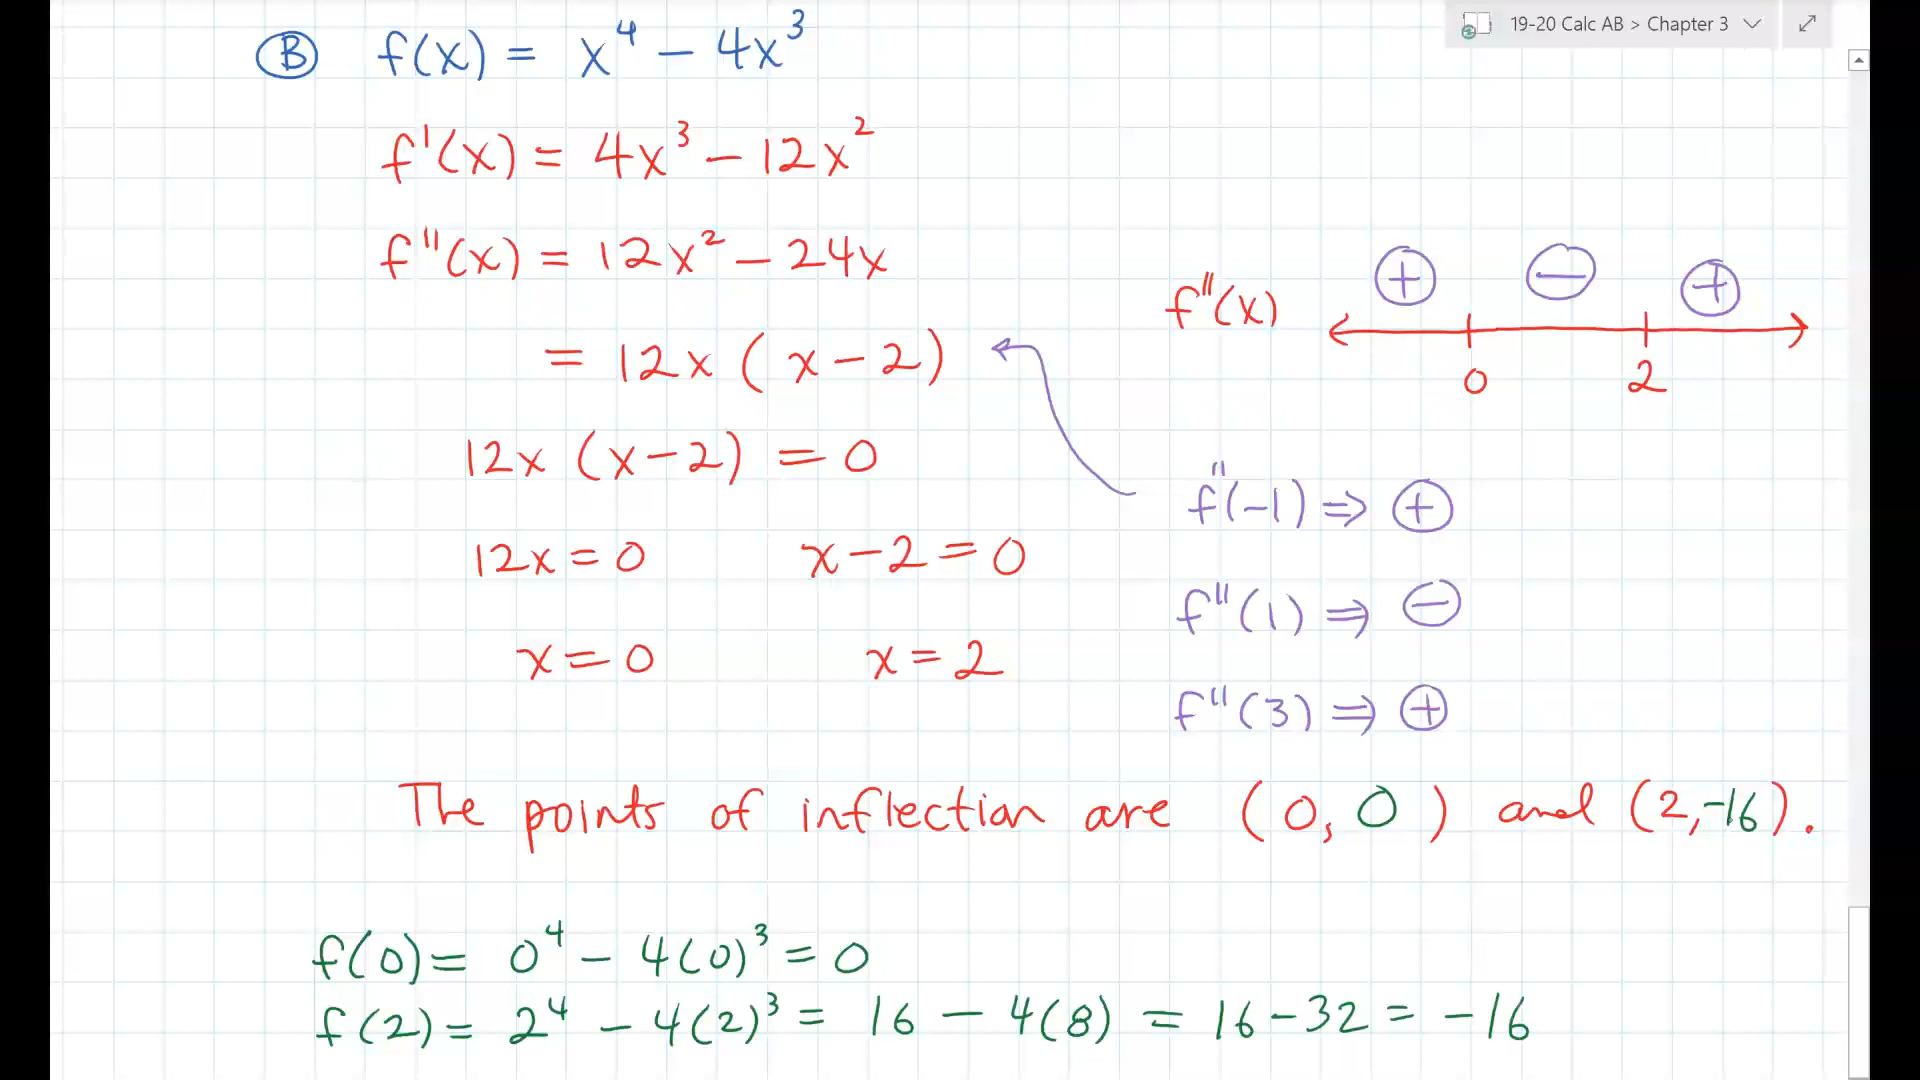 19-20 Calc AB > Chapter 3
Ⓑ f(x) = x⁴ − 4x³
f'(x) = 4x³ − 12x²
f''(x) = 12x² − 24x
= 12x (x − 2)
12x (x − 2) = 0
12x = 0 x − 2 = 0
x = 0 x = 2
f''(x) ⊕ ⊖ ⊕
0 2
f''(−1) ⇒ ⊕
f''(1) ⇒ ⊖
f''(3) ⇒ ⊕
The points of inflection are (0, 0) and (2, −16).
f(0) = 0⁴ − 4(0)³ = 0
f(2) = 2⁴ − 4(2)³ = 16 − 4(8) = 16 − 32 = −16